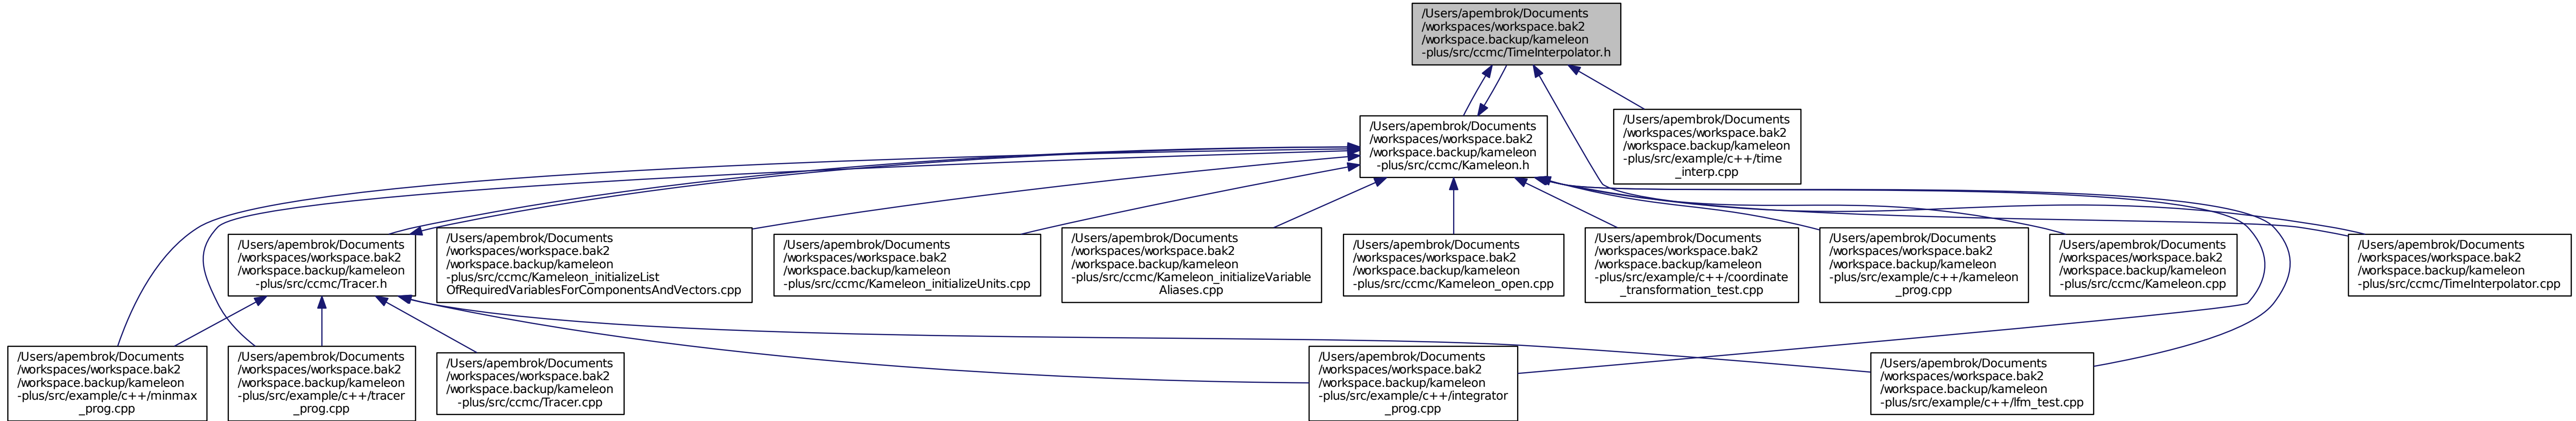 /Users/apembrok/Documents
/workspaces/workspace.bak2
/workspace.backup/kameleon
-plus/src/ccmc/TimeInterpolator.h
/Users/apembrok/Documents
/workspaces/workspace.bak2
/workspace.backup/kameleon
-plus/src/ccmc/Kameleon.h
/Users/apembrok/Documents
/workspaces/workspace.bak2
/workspace.backup/kameleon
-plus/src/example/c++/time
_interp.cpp
/Users/apembrok/Documents
/workspaces/workspace.bak2
/workspace.backup/kameleon
-plus/src/ccmc/Tracer.h
/Users/apembrok/Documents
/workspaces/workspace.bak2
/workspace.backup/kameleon
-plus/src/ccmc/Kameleon_initializeList
OfRequiredVariablesForComponentsAndVectors.cpp
/Users/apembrok/Documents
/workspaces/workspace.bak2
/workspace.backup/kameleon
-plus/src/ccmc/Kameleon_initializeUnits.cpp
/Users/apembrok/Documents
/workspaces/workspace.bak2
/workspace.backup/kameleon
-plus/src/ccmc/Kameleon_initializeVariable
Aliases.cpp
/Users/apembrok/Documents
/workspaces/workspace.bak2
/workspace.backup/kameleon
-plus/src/ccmc/Kameleon_open.cpp
/Users/apembrok/Documents
/workspaces/workspace.bak2
/workspace.backup/kameleon
-plus/src/example/c++/coordinate
_transformation_test.cpp
/Users/apembrok/Documents
/workspaces/workspace.bak2
/workspace.backup/kameleon
-plus/src/example/c++/kameleon
_prog.cpp
/Users/apembrok/Documents
/workspaces/workspace.bak2
/workspace.backup/kameleon
-plus/src/ccmc/Kameleon.cpp
/Users/apembrok/Documents
/workspaces/workspace.bak2
/workspace.backup/kameleon
-plus/src/ccmc/TimeInterpolator.cpp
/Users/apembrok/Documents
/workspaces/workspace.bak2
/workspace.backup/kameleon
-plus/src/example/c++/minmax
_prog.cpp
/Users/apembrok/Documents
/workspaces/workspace.bak2
/workspace.backup/kameleon
-plus/src/example/c++/tracer
_prog.cpp
/Users/apembrok/Documents
/workspaces/workspace.bak2
/workspace.backup/kameleon
-plus/src/ccmc/Tracer.cpp
/Users/apembrok/Documents
/workspaces/workspace.bak2
/workspace.backup/kameleon
-plus/src/example/c++/integrator
_prog.cpp
/Users/apembrok/Documents
/workspaces/workspace.bak2
/workspace.backup/kameleon
-plus/src/example/c++/lfm_test.cpp